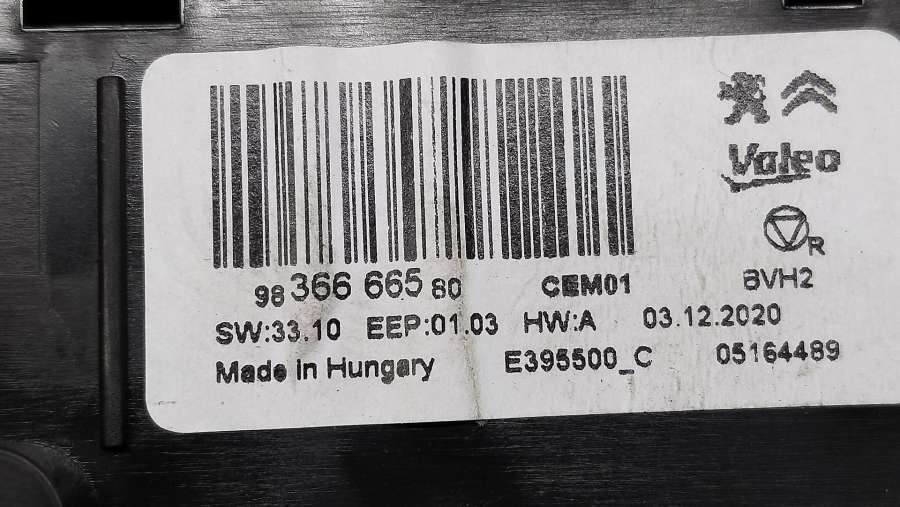 Valeo
R
98 366 665 80 CEM01 BVH2
SW:33.10 EEP:01.03 HW:A 03.12.2020
Made in Hungary E395500_C 05164489